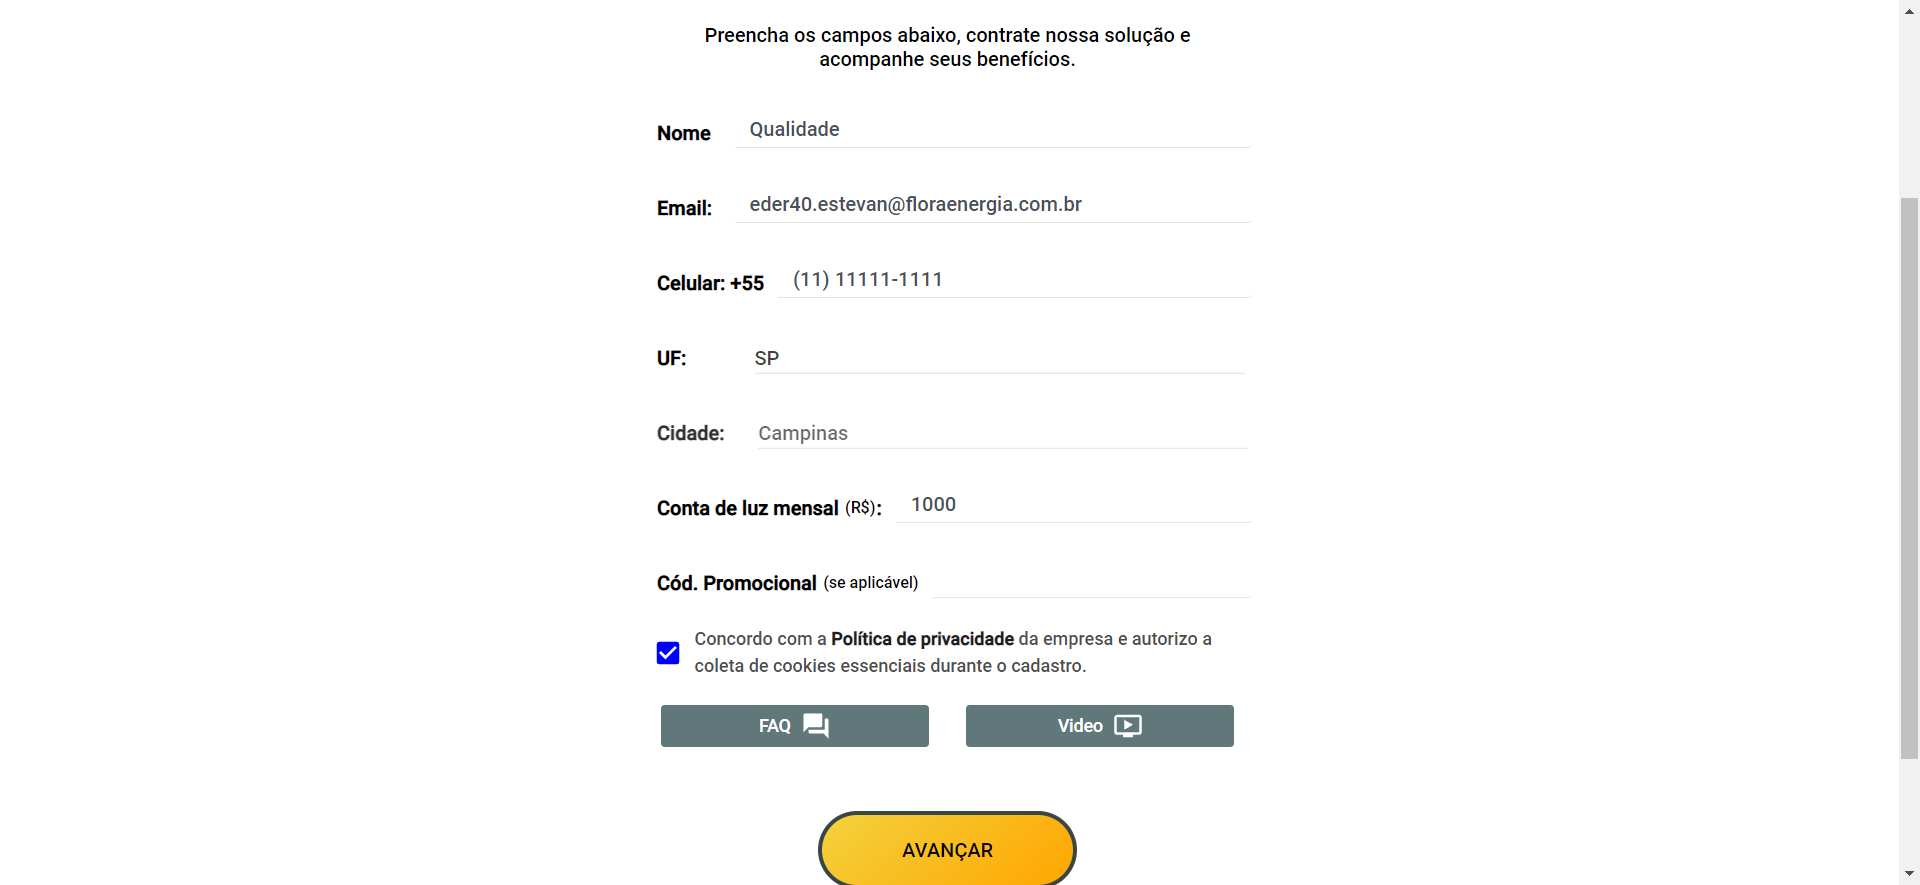 Preencha os campos abaixo, contrate nossa solução e
acompanhe seus benefícios.
Nome Qualidade
Email: eder40.estevan@floraenergia.com.br
Celular: +55 (11) 11111-1111
UF: SP
Cidade: Campinas
Conta de luz mensal (R$): 1000
Cód. Promocional (se aplicável)
Concordo com a Política de privacidade da empresa e autorizo a
coleta de cookies essenciais durante o cadastro.
FAQ Video
AVANÇAR